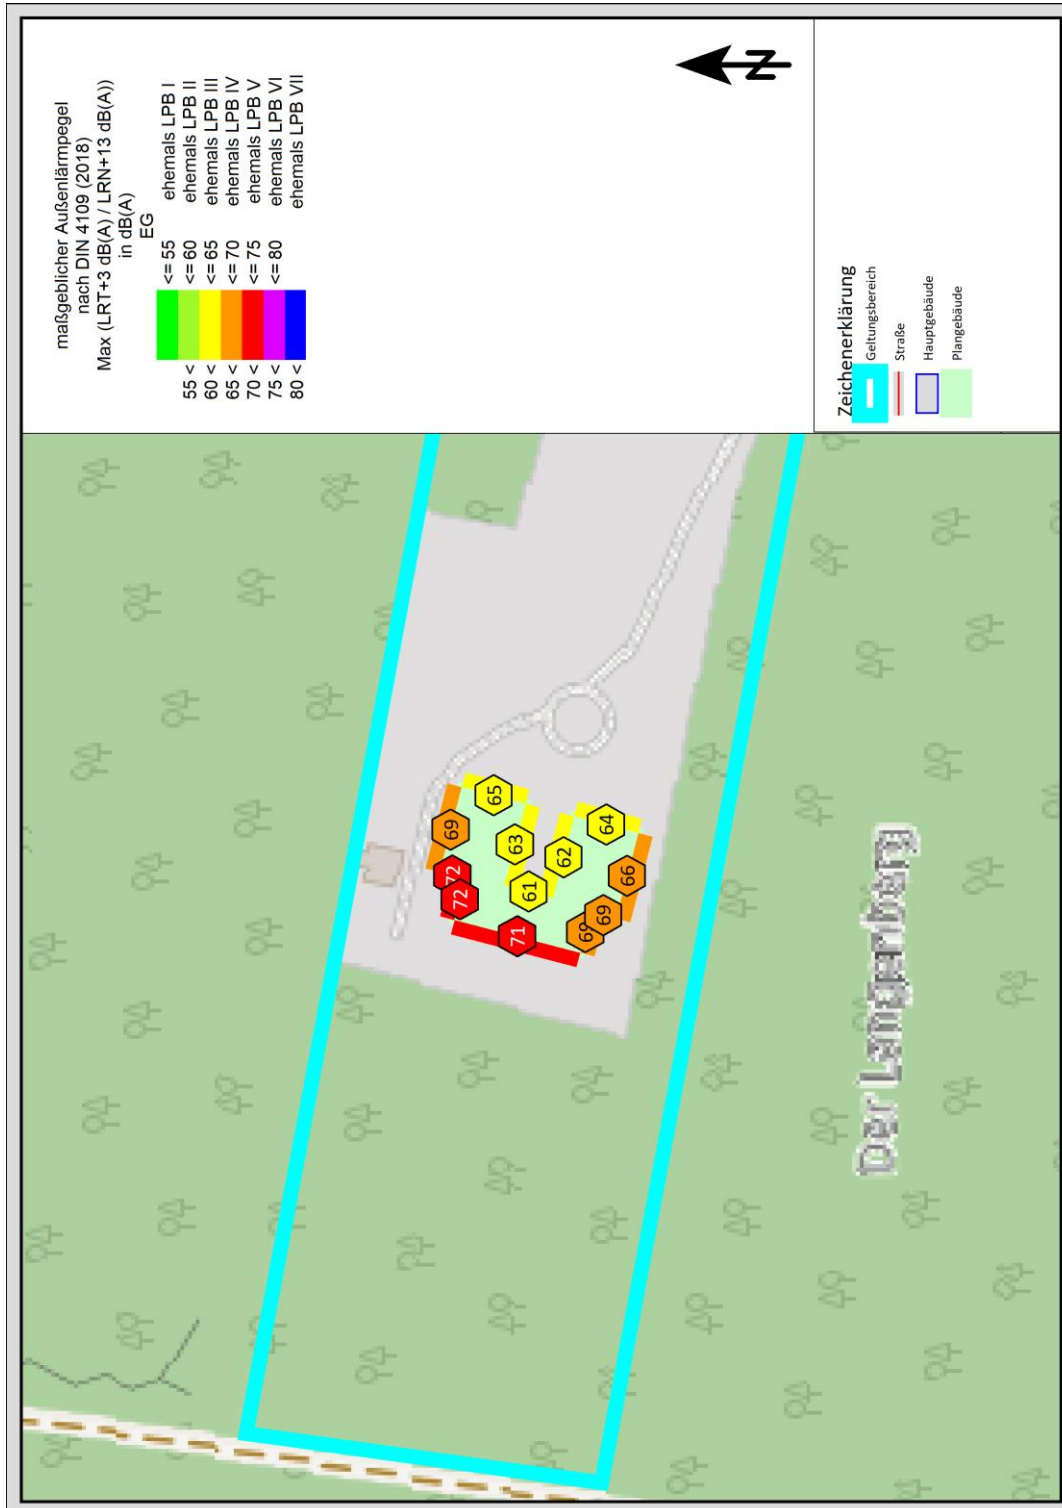 maßgeblicher Außenlärmpegel
nach DIN 4109 (2018)
Max (LRT+3 dB(A) / LRN+13 dB(A))
in dB(A)
EG
<= 55 ehemals LPB I
55 < <= 60 ehemals LPB II
60 < <= 65 ehemals LPB III
65 < <= 70 ehemals LPB IV
70 < <= 75 ehemals LPB V
75 < <= 80 ehemals LPB VI
80 < ehemals LPB VII
N
Zeichenerklärung
Geltungsbereich
Straße
Hauptgebäude
Plangebäude
69
65
72
72
63
71
61
62
64
69
66
Der Langenberg